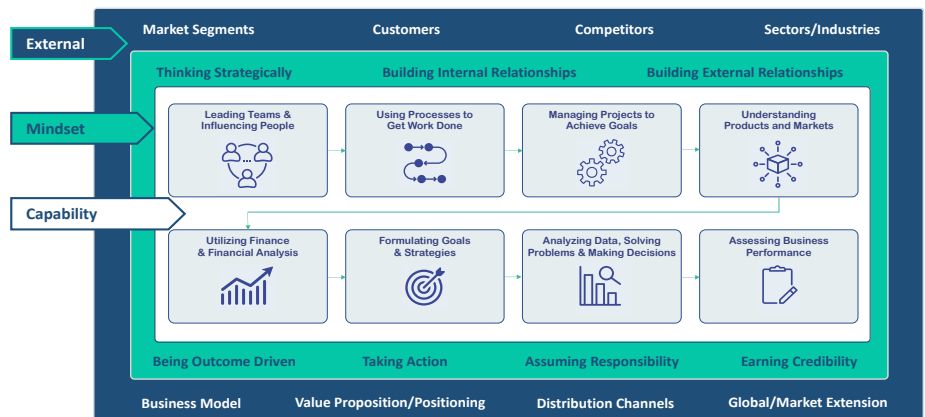 Market Segments
Customers
Competitors
Sectors/Industries
External
Thinking Strategically
Building Internal Relationships
Building External Relationships
Mindset
Leading Teams &
Influencing People
Using Processes to
Get Work Done
Managing Projects to
Achieve Goals
Understanding
Products and Markets
Capability
Utilizing Finance
& Financial Analysis
Formulating Goals
& Strategies
Analyzing Data, Solving
Problems & Making Decisions
Assessing Business
Performance
Being Outcome Driven
Taking Action
Assuming Responsibility
Earning Credibility
Business Model
Value Proposition/Positioning
Distribution Channels
Global/Market Extension